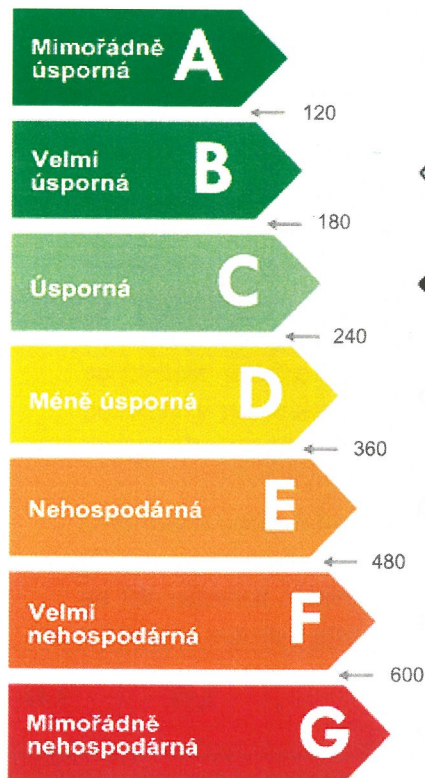 Mimořádně
úsporná
A
120
Velmi
úsporná
B
180
Úsporná
C
240
Méně úsporná
D
360
Nehospodárná
E
480
Velmi
nehospodárná
F
600
Mimořádně
nehospodárná
G